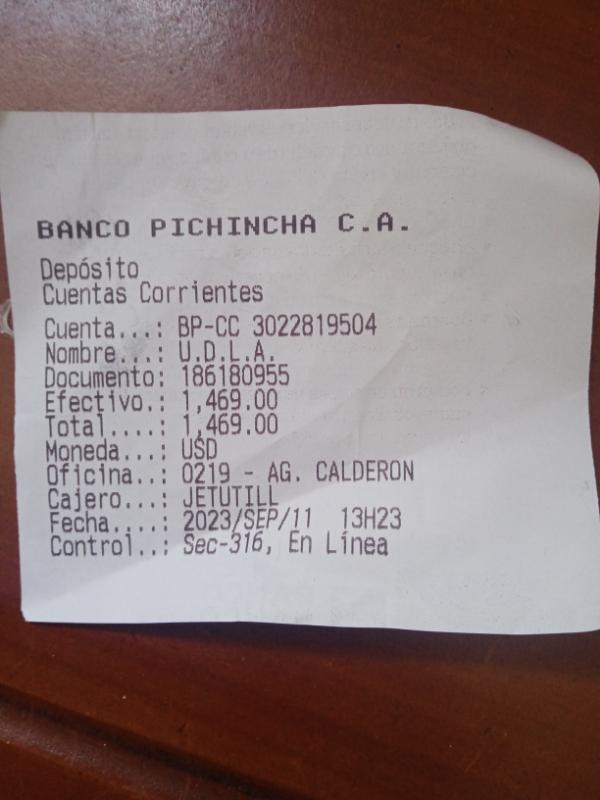 BANCO PICHINCHA C.A.
Depósito
Cuentas Corrientes
Cuenta...: BP-CC 3022819504
Nombre...: U.D.L.A.
Documento: 186180955
Efectivo.: 1,469.00
Total....: 1,469.00
Moneda...: USD
Oficina..: 0219 - AG. CALDERON
Cajero...: JETUTILL
Fecha....: 2023/SEP/11 13H23
Control..: Sec-316, En Línea